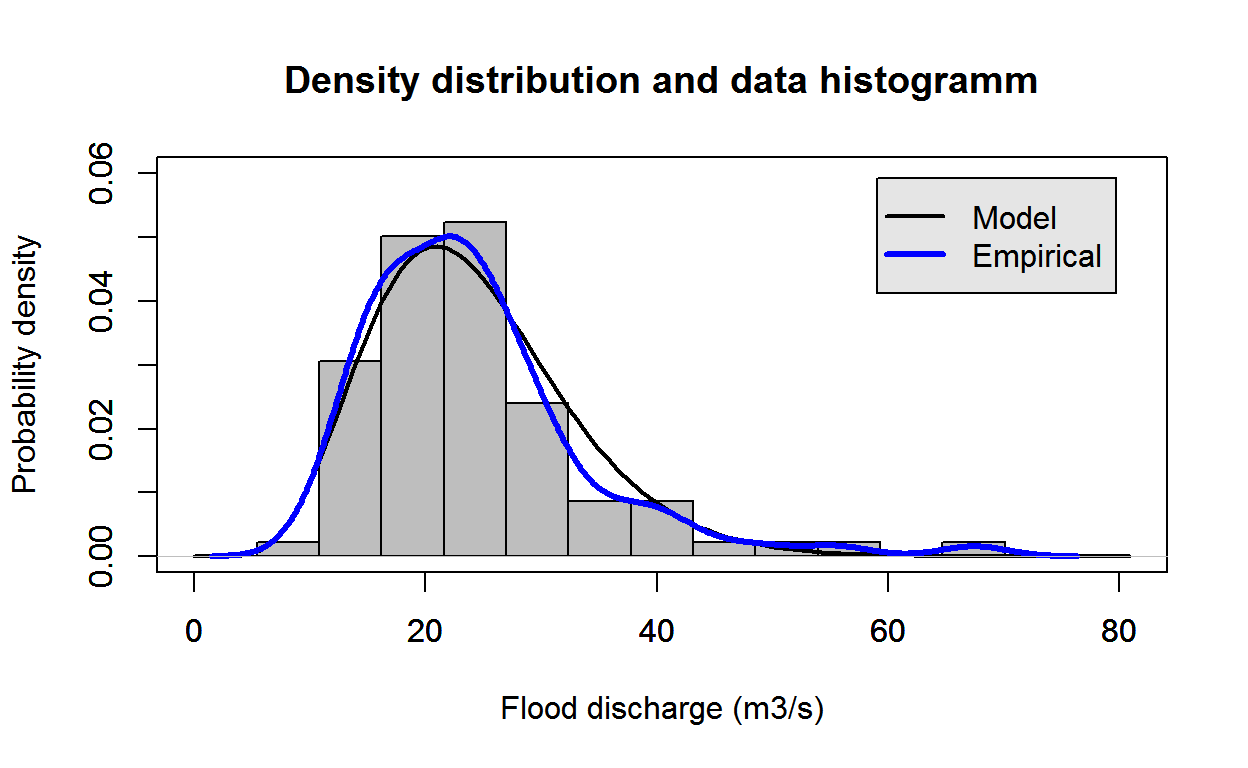 Density distribution and data histogramm
Probability density
0.06
0.04
0.02
0.00
Model
Empirical
0 20 40 60 80
Flood discharge (m3/s)